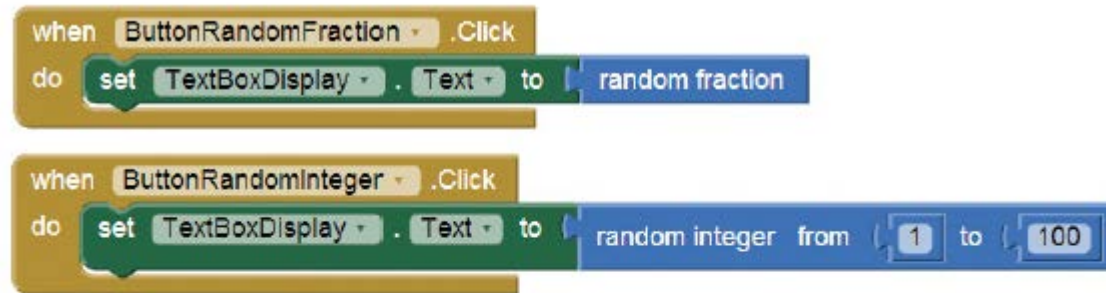 when ButtonRandomFraction .Click
do set TextBoxDisplay . Text to random fraction
when ButtonRandomInteger .Click
do set TextBoxDisplay . Text to random integer from 1 to 100